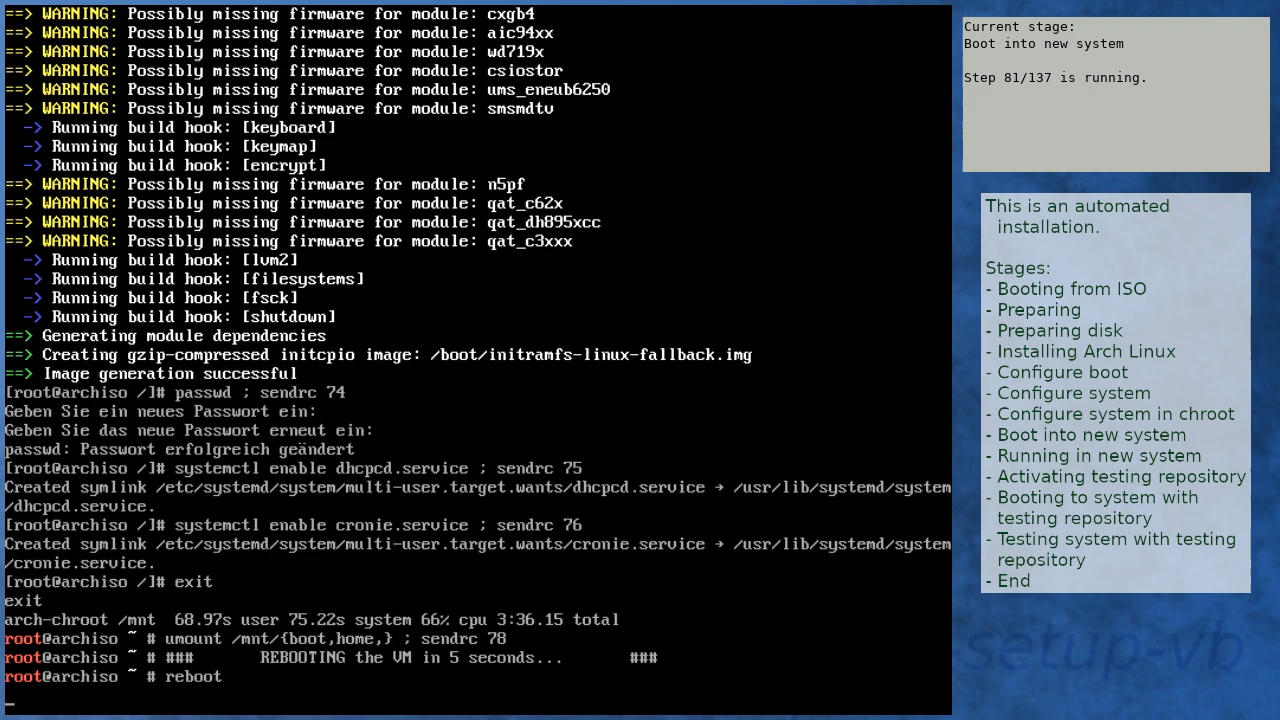 ==> WARNING: Possibly missing firmware for module: cxgb4
==> WARNING: Possibly missing firmware for module: aic94xx
==> WARNING: Possibly missing firmware for module: wd719x
==> WARNING: Possibly missing firmware for module: csiostor
==> WARNING: Possibly missing firmware for module: ums_eneub6250
==> WARNING: Possibly missing firmware for module: smsmdtv
-> Running build hook: [keyboard]
-> Running build hook: [keymap]
-> Running build hook: [encrypt]
==> WARNING: Possibly missing firmware for module: n5pf
==> WARNING: Possibly missing firmware for module: qat_c62x
==> WARNING: Possibly missing firmware for module: qat_dh895xcc
==> WARNING: Possibly missing firmware for module: qat_c3xxx
-> Running build hook: [lvm2]
-> Running build hook: [filesystems]
-> Running build hook: [fsck]
-> Running build hook: [shutdown]
==> Generating module dependencies
==> Creating gzip-compressed initcpio image: /boot/initramfs-linux-fallback.img
==> Image generation successful
[root@archiso /]# passwd ; sendrc 74
Geben Sie ein neues Passwort ein:
Geben Sie das neue Passwort erneut ein:
passwd: Passwort erfolgreich geändert
[root@archiso /]# systemctl enable dhcpcd.service ; sendrc 75
Created symlink /etc/systemd/system/multi-user.target.wants/dhcpcd.service → /usr/lib/systemd/system
/dhcpcd.service.
[root@archiso /]# systemctl enable cronie.service ; sendrc 76
Created symlink /etc/systemd/system/multi-user.target.wants/cronie.service → /usr/lib/systemd/system
/cronie.service.
[root@archiso /]# exit
exit
arch-chroot /mnt  68.97s user 75.22s system 66% cpu 3:36.15 total
root@archiso ~ # umount /mnt/{boot,home,} ; sendrc 78
root@archiso ~ # ###       REBOOTING the VM in 5 seconds...       ###
root@archiso ~ # reboot
_
Current stage:
Boot into new system
Step 81/137 is running.
This is an automated
installation.
Stages:
- Booting from ISO
- Preparing
- Preparing disk
- Installing Arch Linux
- Configure boot
- Configure system
- Configure system in chroot
- Boot into new system
- Running in new system
- Activating testing repository
- Booting to system with
testing repository
- Testing system with testing
repository
- End
-setup-vb